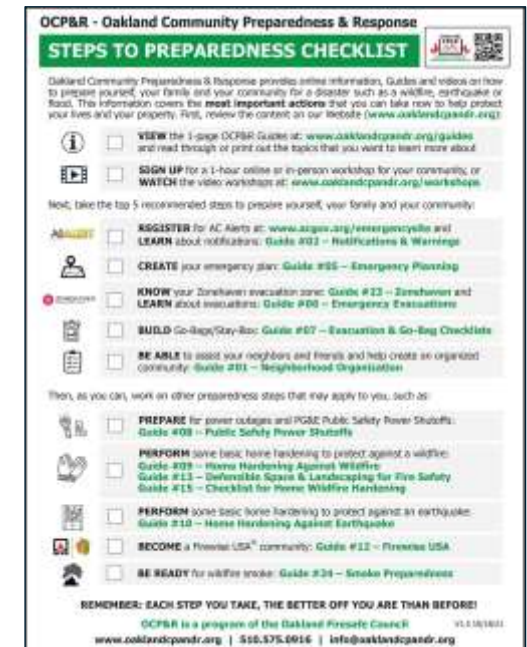 OCP&R - Oakland Community Preparedness & Response
STEPS TO PREPAREDNESS CHECKLIST
Oakland Community Preparedness & Response provides online information, Guides and videos on how
to prepare yourself, your family and your community for a disaster such as a wildfire, earthquake or
flood. This information covers the most important actions that you can take now to help protect
your lives and your property. First, review the content on our Website (www.oaklandcpandr.org):
VIEW the 1-page OCP&R Guides at: www.oaklandcpandr.org/guides
and read through or print out the topics that you want to learn more about
SIGN UP for a 1-hour online or in-person workshop for your community, or
WATCH the video workshops at: www.oaklandcpandr.org/workshops
Next, take the top 5 recommended steps to prepare yourself, your family and your community:
REGISTER for AC Alerts at: www.acgov.org/emergencysite and
LEARN about notifications: Guide #02 – Notifications & Warnings
CREATE your emergency plan: Guide #05 – Emergency Planning
KNOW your Zonehaven evacuation zone: Guide #23 – Zonehaven and
LEARN about evacuations: Guide #06 – Emergency Evacuations
BUILD Go-Bags/Stay-Box: Guide #07 – Evacuation & Go-Bag Checklists
BE ABLE to assist your neighbors and friends and help create an organized
community: Guide #01 – Neighborhood Organization
Then, as you can, work on other preparedness steps that may apply to you, such as:
PREPARE for power outages and PG&E Public Safety Power Shutoffs:
Guide #08 – Public Safety Power Shutoffs
PERFORM some basic home hardening to protect against a wildfire:
Guide #09 – Home Hardening Against Wildfire
Guide #13 – Defensible Space & Landscaping for Fire Safety
Guide #15 – Checklist for Home Wildfire Hardening
PERFORM some basic home hardening to protect against an earthquake:
Guide #10 – Home Hardening Against Earthquake
BECOME a Firewise USA® community: Guide #12 – Firewise USA
BE READY for wildfire smoke: Guide #24 – Smoke Preparedness
REMEMBER: EACH STEP YOU TAKE, THE BETTER OFF YOU ARE THAN BEFORE!
OCP&R is a program of the Oakland Firesafe Council
www.oaklandcpandr.org | 510.575.0916 | info@oaklandcpandr.org